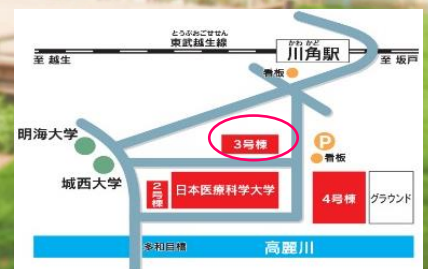 とうぶおごせせん
東武越生線
かわ かど
川角駅
至 越生
至 坂戸
看板
明海大学
3号棟
P
看板
城西大学
2号棟
日本医療科学大学
4号棟
グラウンド
多和目橋
高麗川